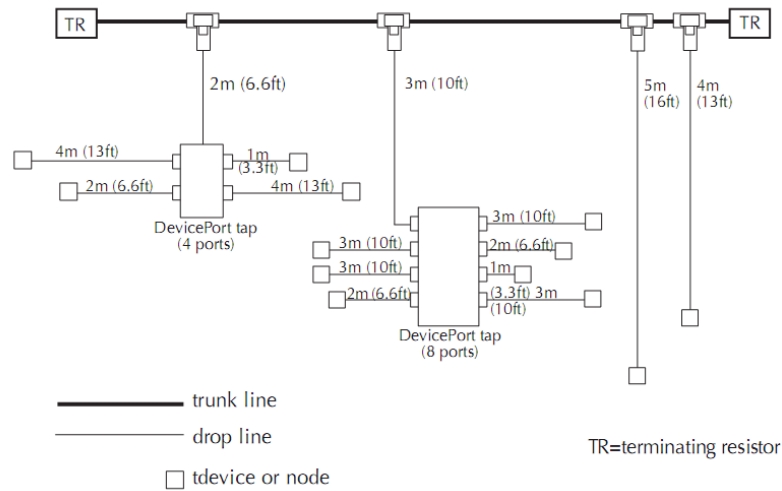 TR
TR
2m (6.6ft)
3m (10ft)
5m
(16ft)
4m
(13ft)
4m (13ft)
1m
(3.3ft)
2m (6.6ft)
4m (13ft)
DevicePort tap
(4 ports)
3m (10ft)
3m (10ft)
2m (6.6ft)
3m (10ft)
1m
2m (6.6ft)
(3.3ft) 3m
(10ft)
DevicePort tap
(8 ports)
trunk line
drop line
TR=terminating resistor
tdevice or node